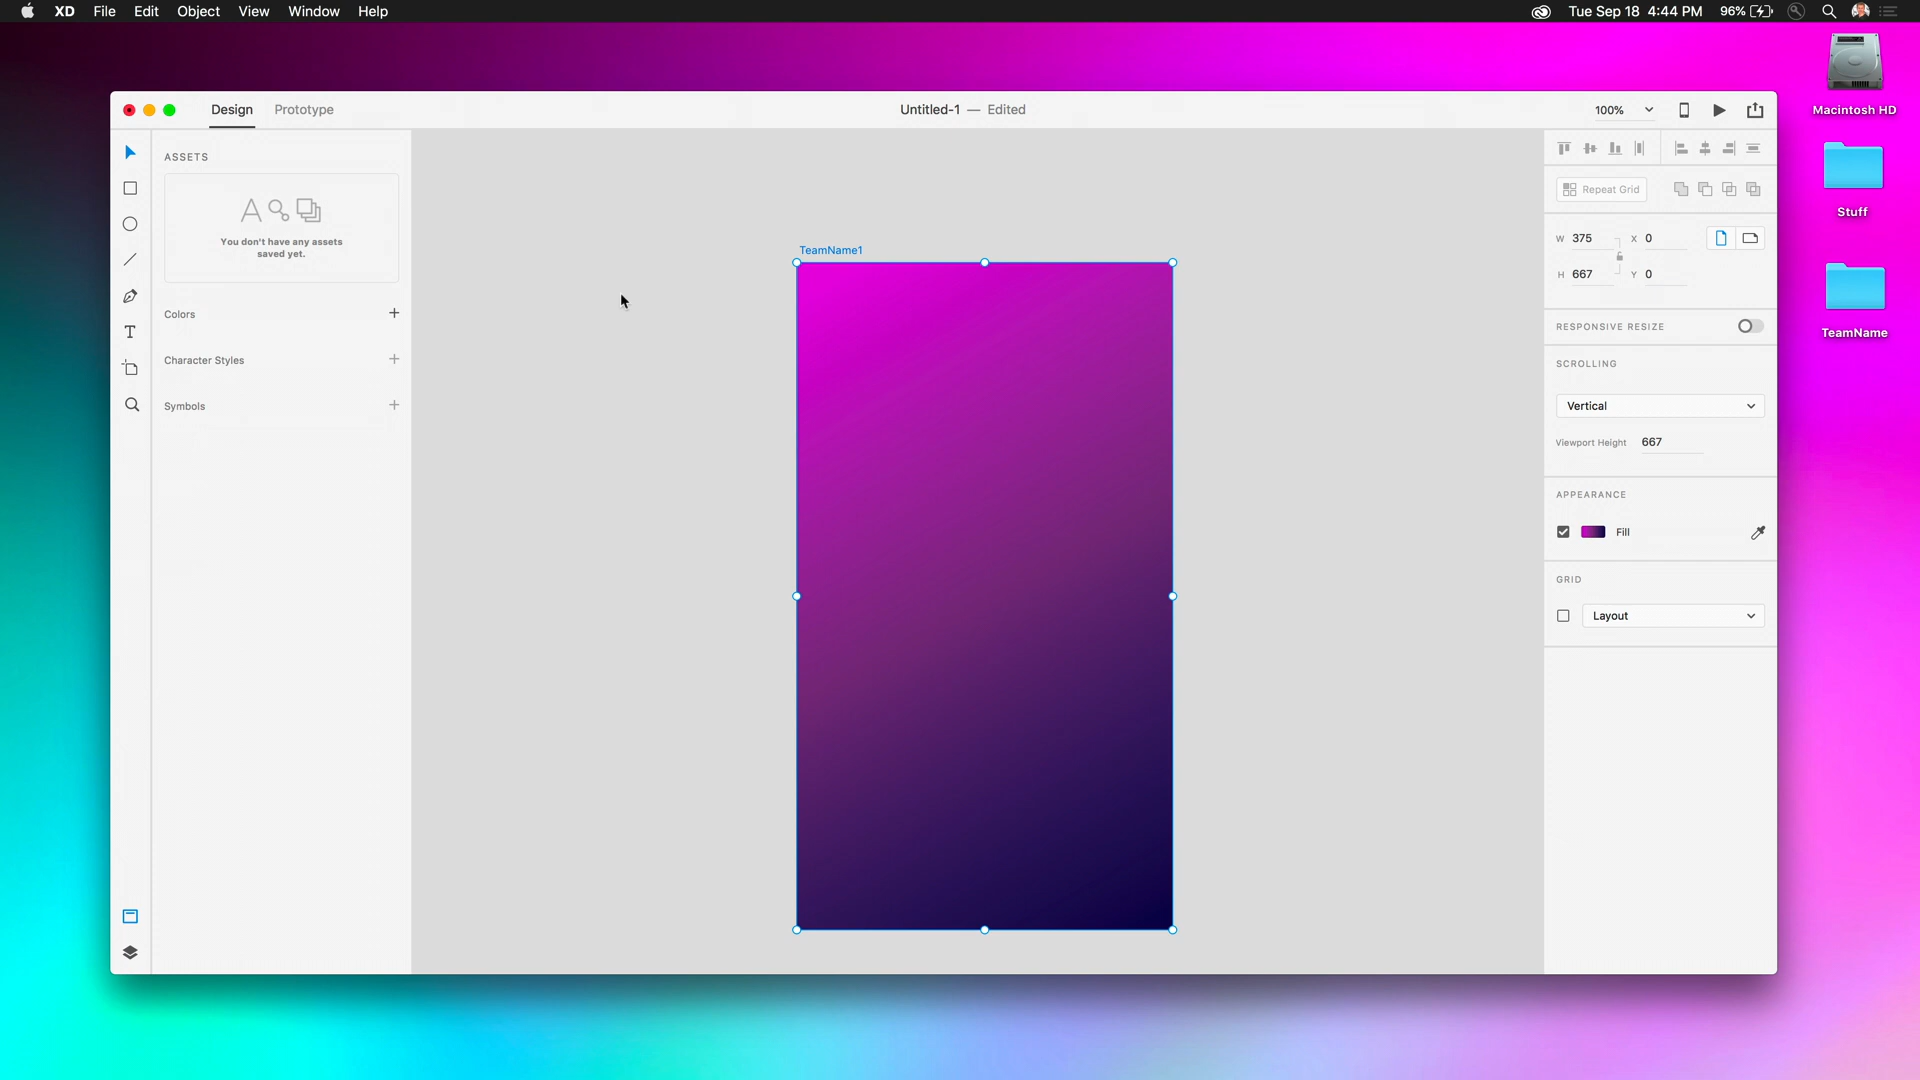 XD File Edit Object View Window Help
Tue Sep 18 4:44 PM 96%
Macintosh HD
Stuff
TeamName
Design Prototype
Untitled-1 — Edited
100%
ASSETS
You don't have any assets
saved yet.
Colors
Character Styles
Symbols
TeamName1
Repeat Grid
W 375 X 0
H 667 Y 0
RESPONSIVE RESIZE
SCROLLING
Vertical
Viewport Height 667
APPEARANCE
Fill
GRID
Layout